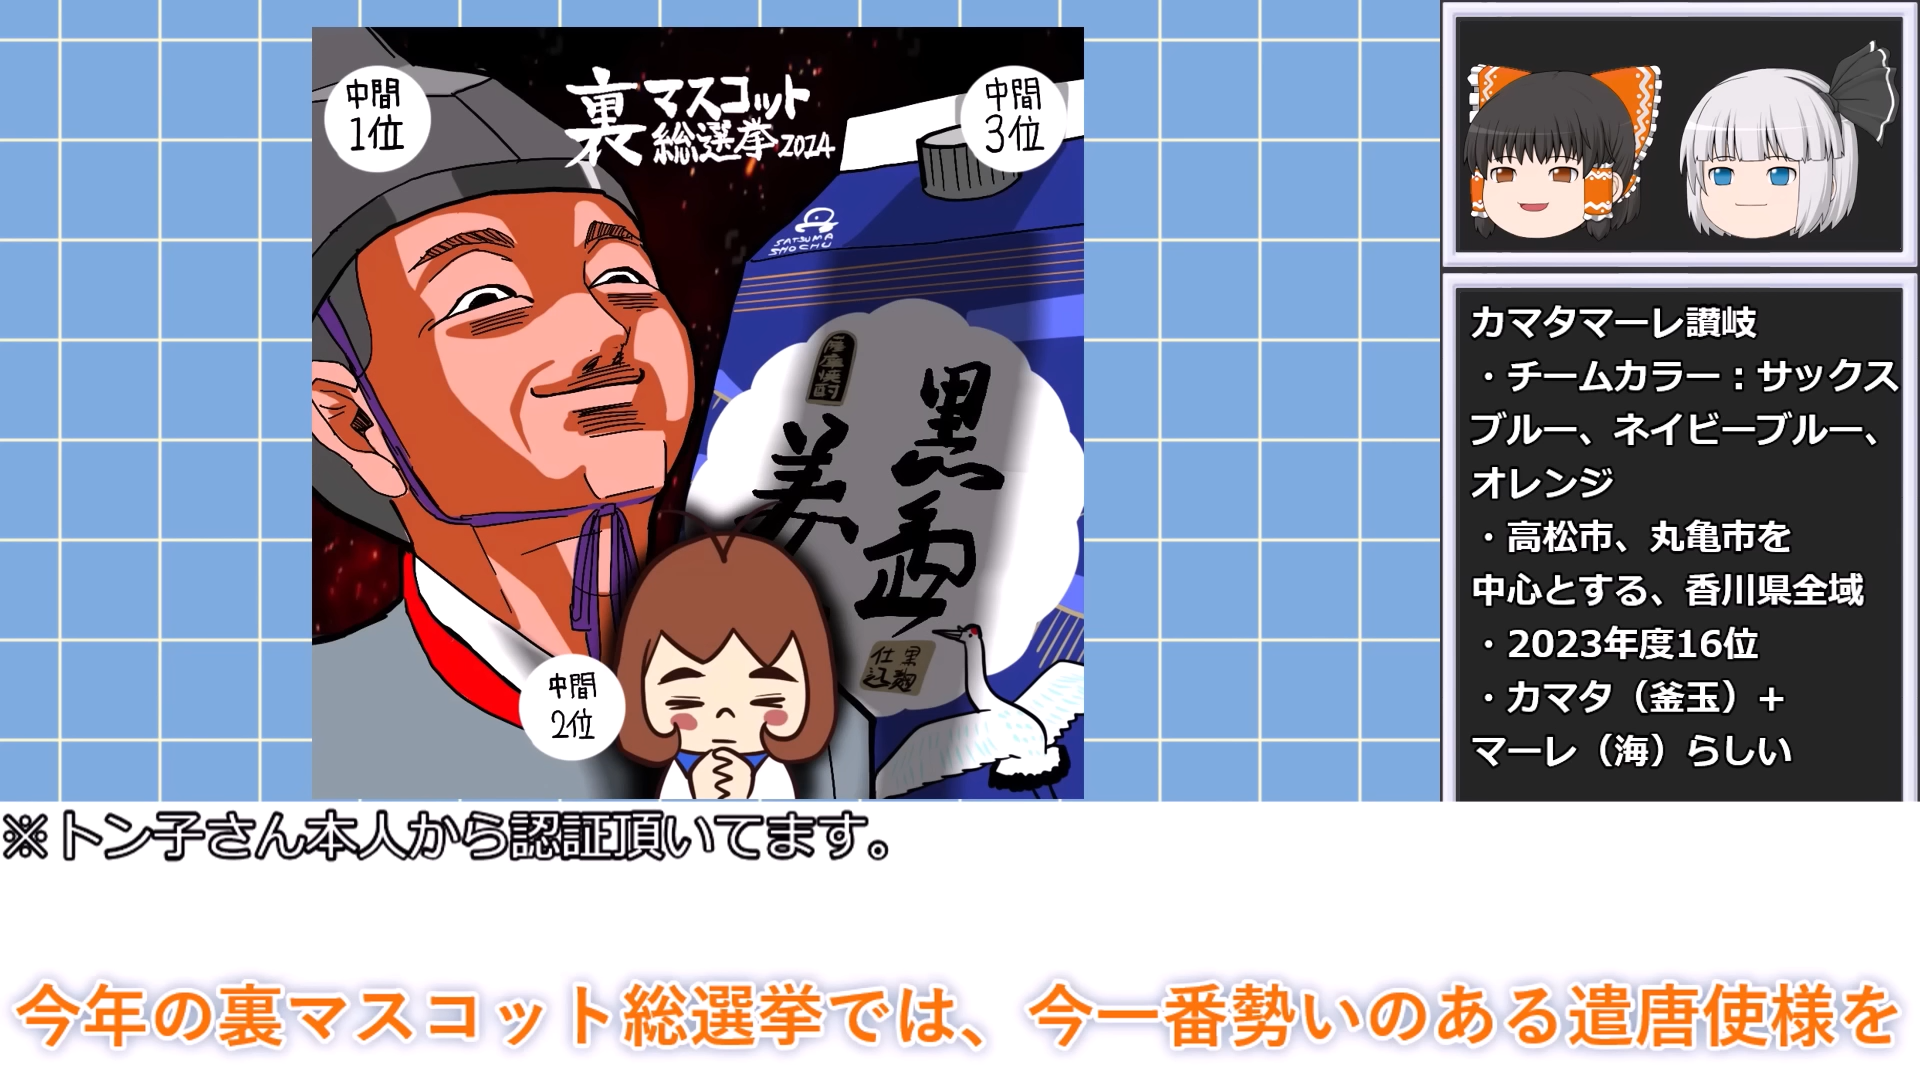 中間
1位
裏マスコット
総選挙2024
中間
3位
SATSUMA
SHOCHU
薩摩焼酎
黒西
美
黒麹
仕込
中間
2位
カマタマーレ讃岐
・チームカラー：サックス
ブルー、ネイビーブルー、
オレンジ
・高松市、丸亀市を
中心とする、香川県全域
・2023年度16位
・カマタ（釜玉）+
マーレ（海）らしい
※トン子さん本人から認証頂いてます。
今年の裏マスコット総選挙では、今一番勢いのある遣唐使様を